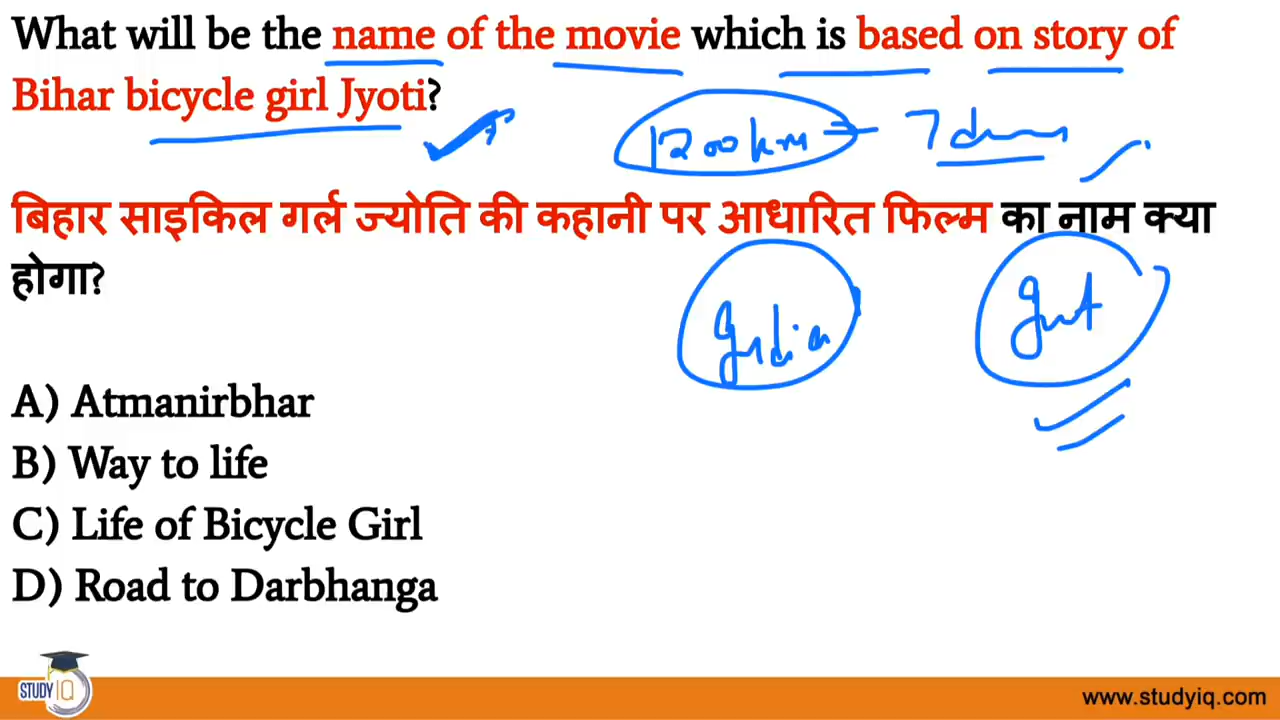 What will be the name of the movie which is based on story of
Bihar bicycle girl Jyoti?
1200 km 7
बिहार साइकिल गर्ल ज्योति की कहानी पर आधारित फिल्म का नाम क्या
होगा?
India
A) Atmanirbhar
B) Way to life
C) Life of Bicycle Girl
D) Road to Darbhanga
STUDY IQ
www.studyiq.com